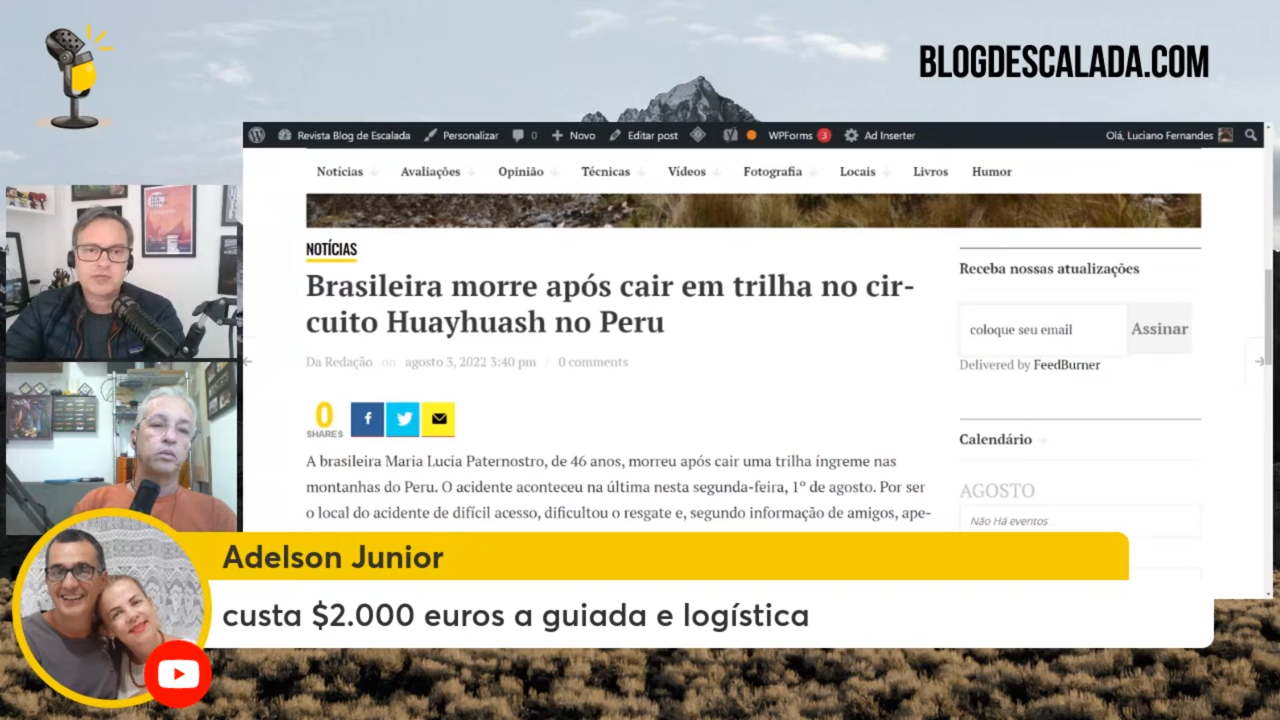 BLOGDESCALADA.COM
Revista Blog de Escalada Personalizar 0 Novo Editar post WPForms 3 Ad Inserter Olá, Luciano Fernandes
Notícias Avaliações Opinião Técnicas Vídeos Fotografia Locais Livros Humor
NOTÍCIAS
Brasileira morre após cair em trilha no cir-
cuito Huayhuash no Peru
Da Redação on agosto 3, 2022 3:40 pm / 0 comments
0
SHARES
A brasileira Maria Lucia Paternostro, de 46 anos, morreu após cair uma trilha íngreme nas
montanhas do Peru. O acidente aconteceu na última nesta segunda-feira, 1º de agosto. Por ser
o local do acidente de difícil acesso, dificultou o resgate e, segundo informação de amigos, ape-
Receba nossas atualizações
coloque seu email Assinar
Delivered by FeedBurner
Calendário
AGOSTO
Não Há eventos
Adelson Junior
custa $2.000 euros a guiada e logística